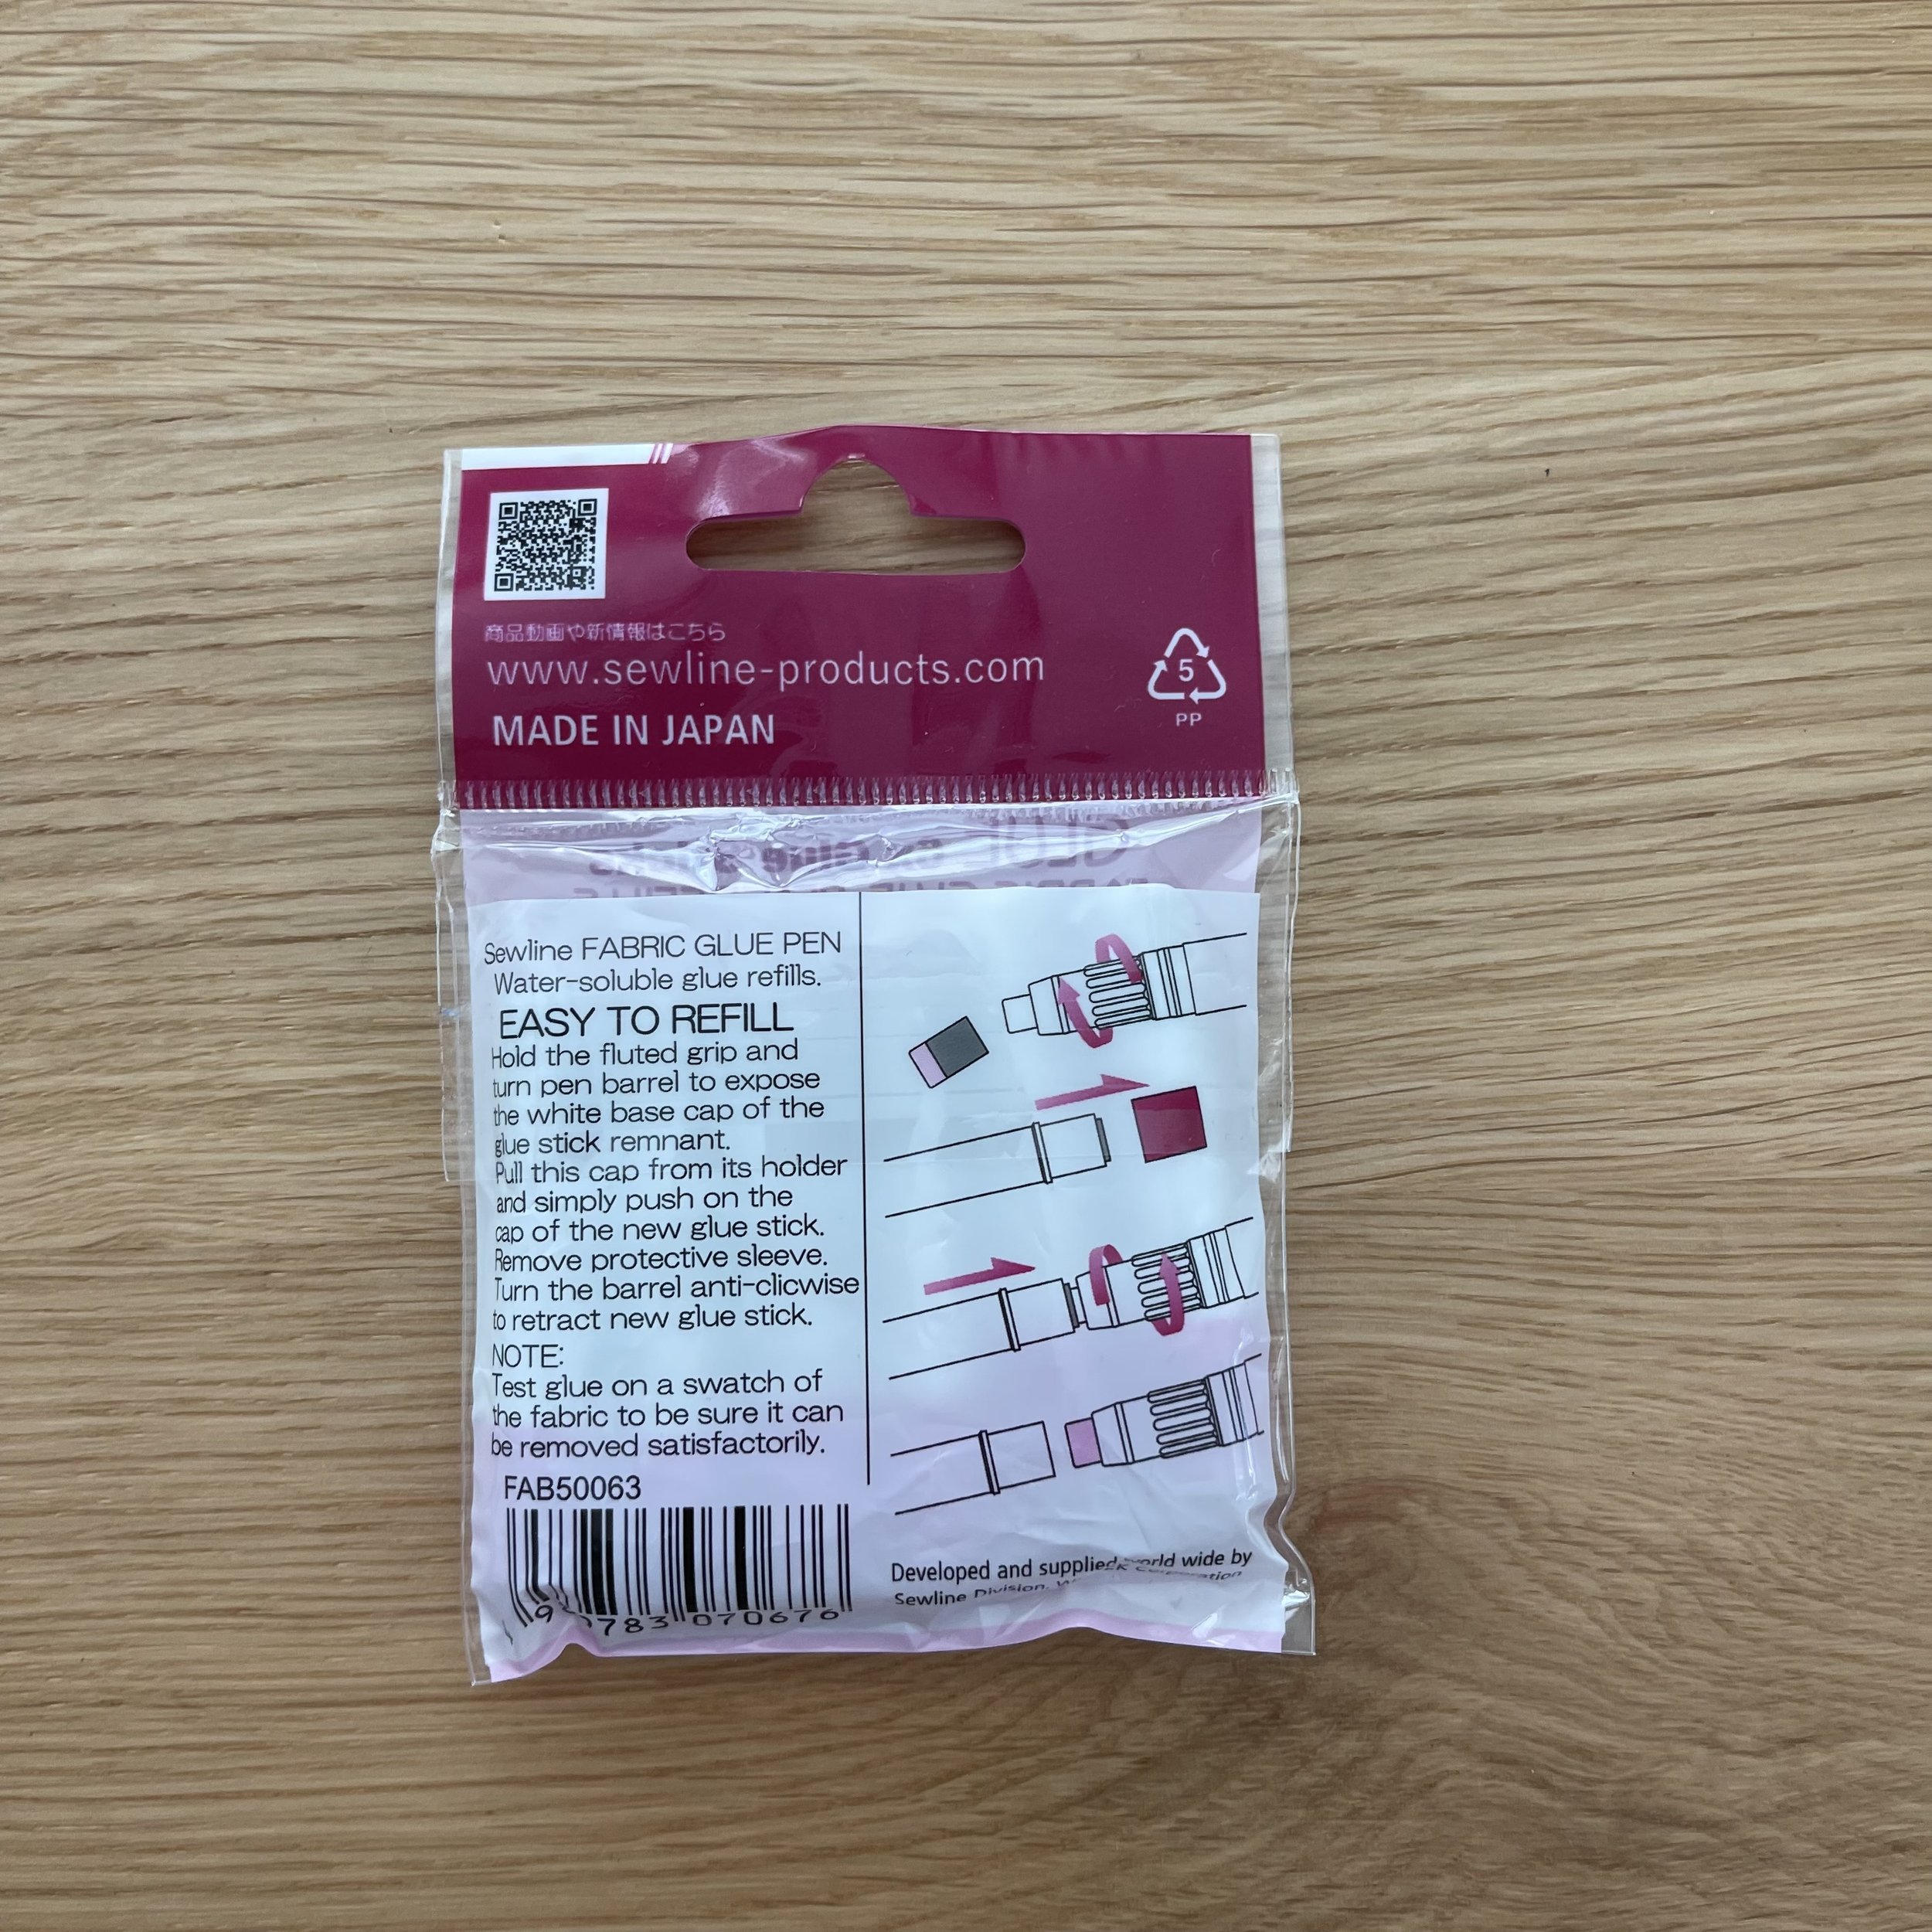 商品動画や新情報はこちら
www.sewline-products.com
MADE IN JAPAN
5
PP
Sewline FABRIC GLUE PEN
Water-soluble glue refills.
EASY TO REFILL
Hold the fluted grip and
turn pen barrel to expose
the white base cap of the
glue stick remnant.
Pull this cap from its holder
and simply push on the
cap of the new glue stick.
Remove protective sleeve.
Turn the barrel anti-clicwise
to retract new glue stick.
NOTE:
Test glue on a swatch of
the fabric to be sure it can
be removed satisfactorily.
FAB50063
783 070676
Developed and supplied world wide by
Sewline Division, Corporation